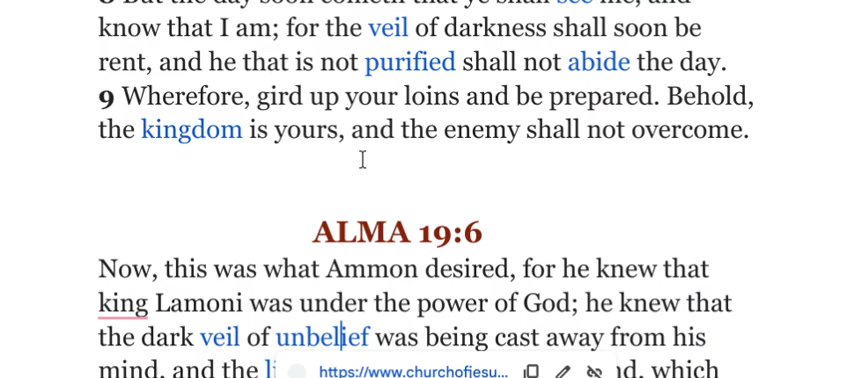 know that I am; for the veil of darkness shall soon be
rent, and he that is not purified shall not abide the day.
9 Wherefore, gird up your loins and be prepared. Behold,
the kingdom is yours, and the enemy shall not overcome.
ALMA 19:6
Now, this was what Ammon desired, for he knew that
king Lamoni was under the power of God; he knew that
the dark veil of unbelief was being cast away from his
mind, and the
https://www.churchofjesu...
which